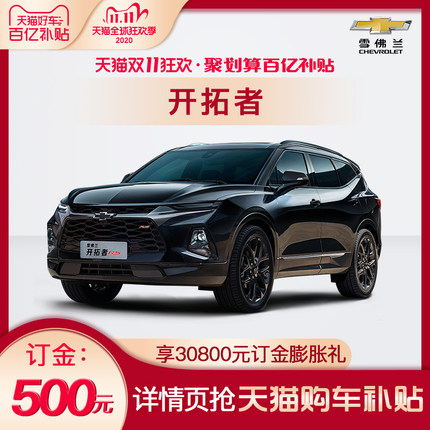 天猫好车
百亿补贴
11.11
天猫全球狂欢季
2020
雪佛兰
CHEVROLET
天猫双11狂欢·聚划算百亿补贴
开拓者
雪佛兰
开拓者 RS
订金:
500元
享30800元订金膨胀礼
详情页抢天猫购车补贴